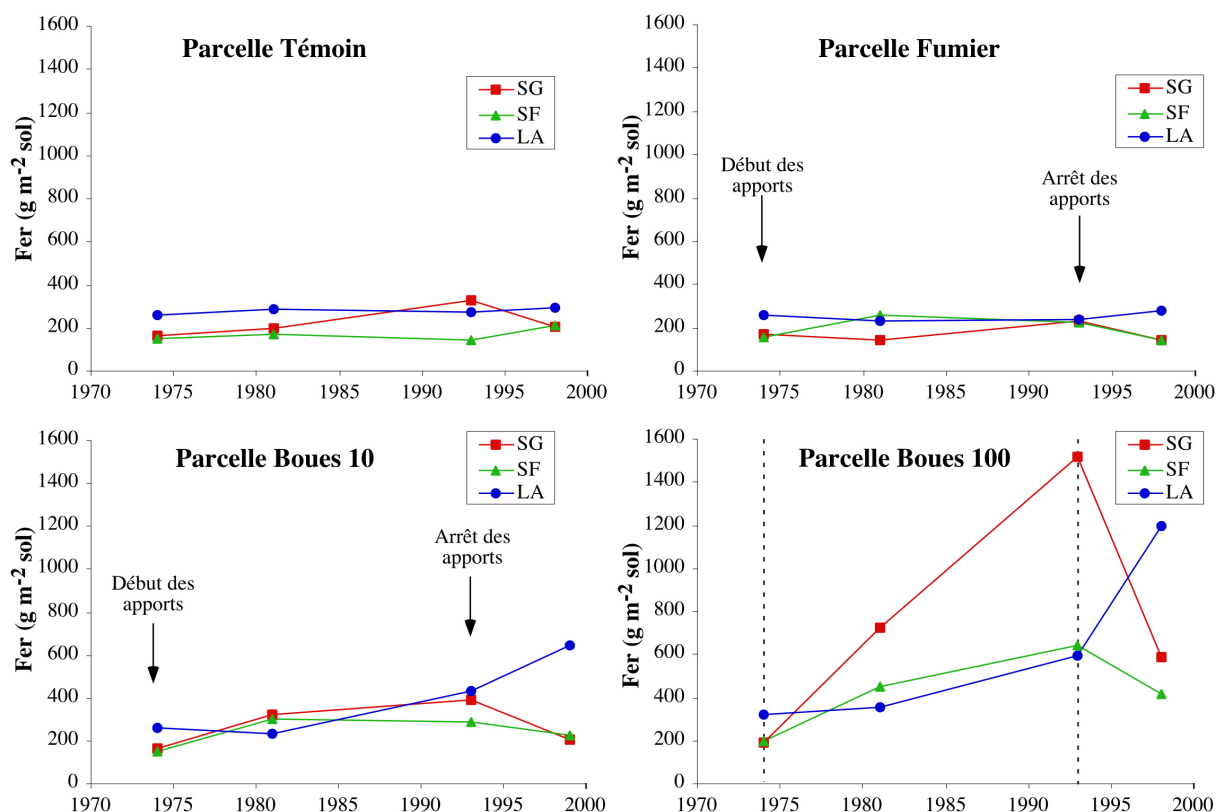 Parcelle Témoin
SG
SF
LA
Fer (g m-2 sol)
1600
1400
1200
1000
800
600
400
200
0
1970 1975 1980 1985 1990 1995 2000
Parcelle Fumier
SG
SF
LA
Début des
apports
Arrêt des
apports
Fer (g m-2 sol)
1600
1400
1200
1000
800
600
400
200
0
1970 1975 1980 1985 1990 1995 2000
Parcelle Boues 10
SG
SF
LA
Début des
apports
Arrêt des
apports
Fer (g m-2 sol)
1600
1400
1200
1000
800
600
400
200
0
1970 1975 1980 1985 1990 1995 2000
Parcelle Boues 100
SG
SF
LA
Fer (g m-2 sol)
1600
1400
1200
1000
800
600
400
200
0
1970 1975 1980 1985 1990 1995 2000